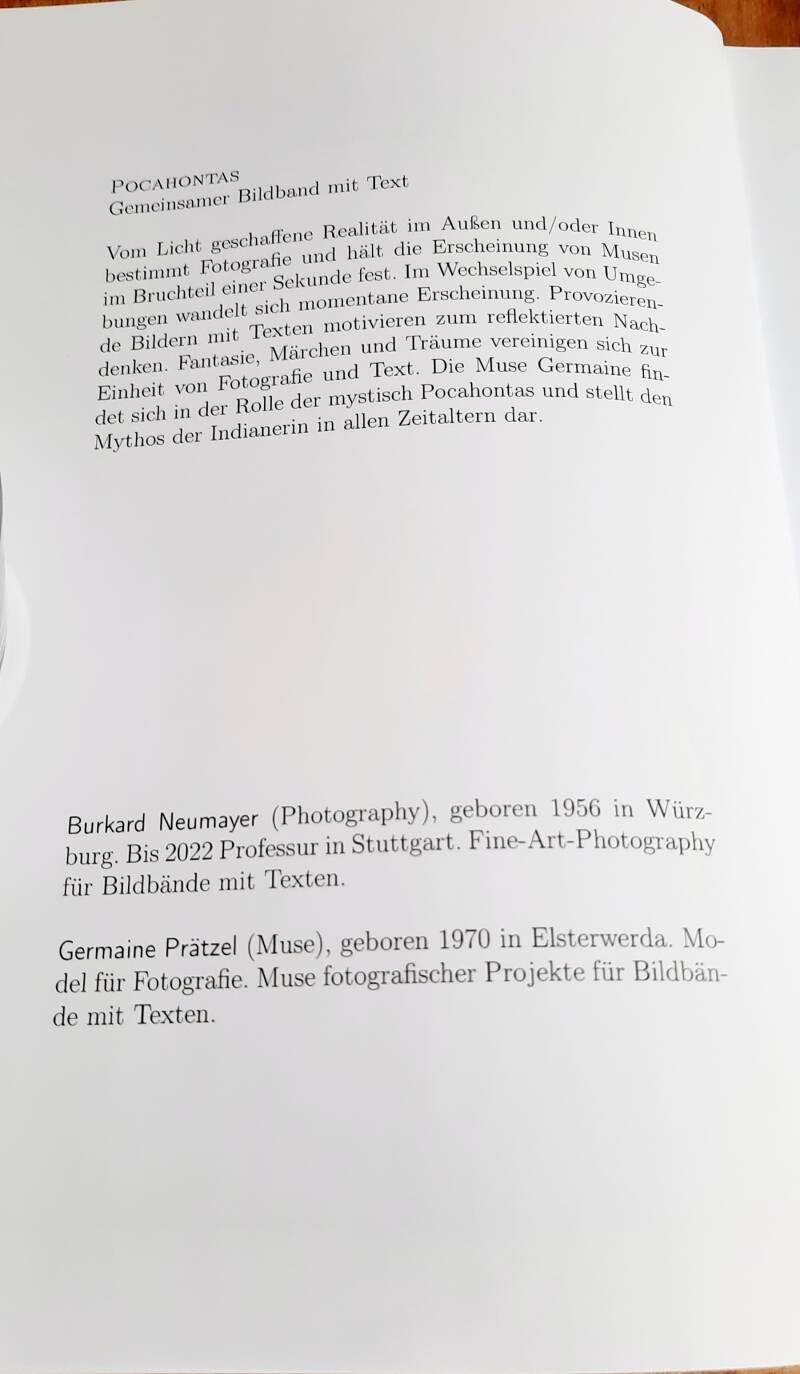 POCAHONTAS
Gemeinsamer Bildband mit Text
Vom Licht geschaffene Realität im Außen und/oder Innen
bestimmt Fotografie und hält die Erscheinung von Musen
im Bruchteil einer Sekunde fest. Im Wechselspiel von Umge-
bungen wandelt sich momentane Erscheinung. Provozieren-
de Bildern mit Texten motivieren zum reflektierten Nach-
denken. Fantasie, Märchen und Träume vereinigen sich zur
Einheit von Fotografie und Text. Die Muse Germaine fin-
det sich in der Rolle der mystisch Pocahontas und stellt den
Mythos der Indianerin in allen Zeitaltern dar.
Burkard Neumayer (Photography), geboren 1956 in Würz-
burg. Bis 2022 Professur in Stuttgart. Fine-Art-Photography
für Bildbände mit Texten.
Germaine Prätzel (Muse), geboren 1970 in Elsterwerda. Mo-
del für Fotografie. Muse fotografischer Projekte für Bildbän-
de mit Texten.